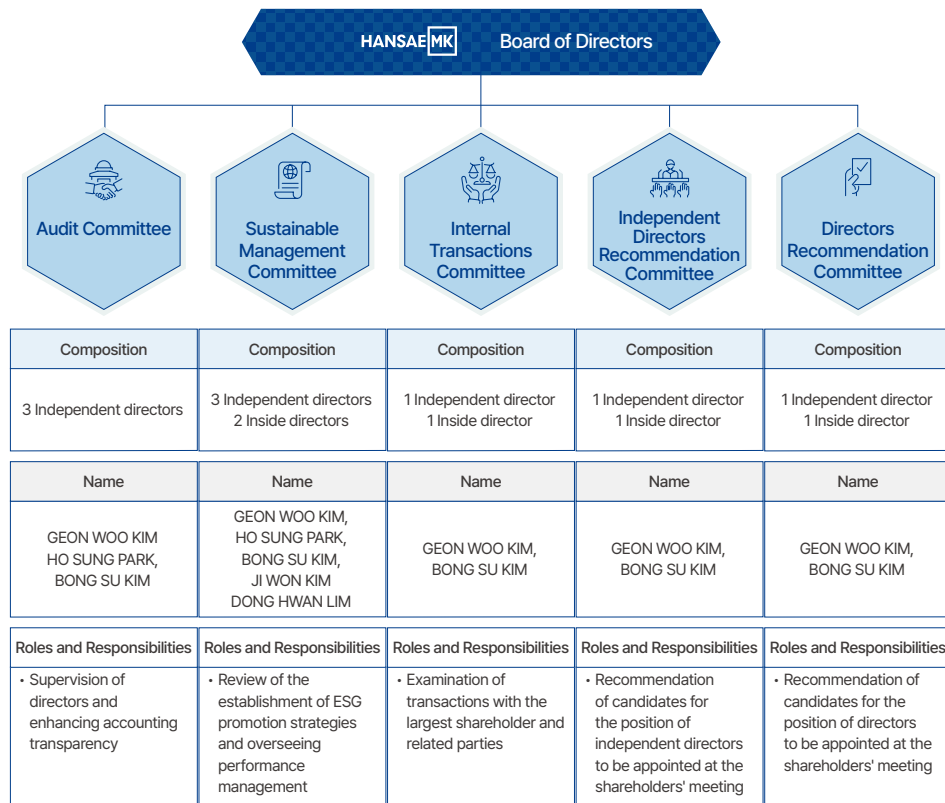 HANSAE MK Board of Directors
Audit Committee
Sustainable
Management
Committee
Internal
Transactions
Committee
Independent
Directors
Recommendation
Committee
Directors
Recommendation
Committee
Composition
Composition
Composition
Composition
Composition
3 Independent directors
3 Independent directors
2 Inside directors
1 Independent director
1 Inside director
1 Independent director
1 Inside director
1 Independent director
1 Inside director
Name
Name
Name
Name
Name
GEON WOO KIM
HO SUNG PARK,
BONG SU KIM
GEON WOO KIM,
HO SUNG PARK,
BONG SU KIM,
JI WON KIM
DONG HWAN LIM
GEON WOO KIM,
BONG SU KIM
GEON WOO KIM,
BONG SU KIM
GEON WOO KIM,
BONG SU KIM
Roles and Responsibilities
Roles and Responsibilities
Roles and Responsibilities
Roles and Responsibilities
Roles and Responsibilities
• Supervision of
directors and
enhancing accounting
transparency
• Review of the
establishment of ESG
promotion strategies
and overseeing
performance
management
• Examination of
transactions with the
largest shareholder and
related parties
• Recommendation
of candidates for
the position of
independent directors
to be appointed at the
shareholders' meeting
• Recommendation of
candidates for the
position of directors
to be appointed at the
shareholders' meeting